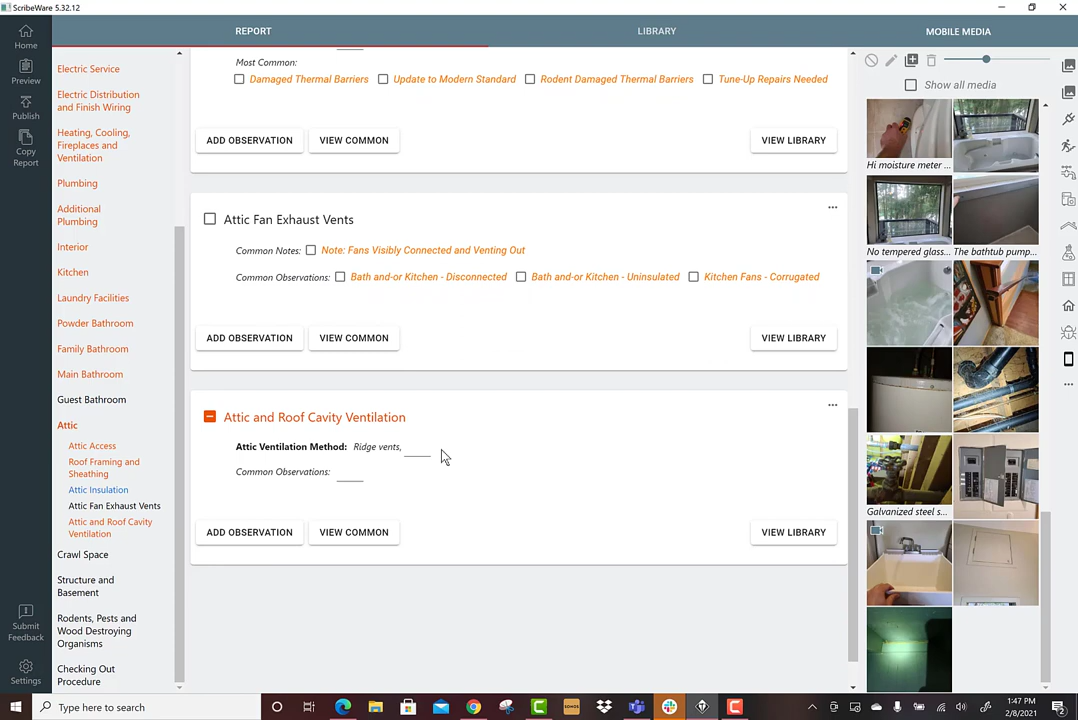 ScribeWare 5.32.12
Home
Preview
Publish
Copy
Report
Submit
Feedback
Settings
REPORT
LIBRARY
MOBILE MEDIA
Electric Service
Electric Distribution
and Finish Wiring
Heating, Cooling,
Fireplaces and
Ventilation
Plumbing
Additional
Plumbing
Interior
Kitchen
Laundry Facilities
Powder Bathroom
Family Bathroom
Main Bathroom
Guest Bathroom
Attic
Attic Access
Roof Framing and
Sheathing
Attic Insulation
Attic Fan Exhaust Vents
Attic and Roof Cavity
Ventilation
Crawl Space
Structure and
Basement
Rodents, Pests and
Wood Destroying
Organisms
Checking Out
Procedure
Most Common:
Damaged Thermal Barriers
Update to Modern Standard
Rodent Damaged Thermal Barriers
Tune-Up Repairs Needed
ADD OBSERVATION
VIEW COMMON
VIEW LIBRARY
Attic Fan Exhaust Vents
Common Notes:
Note: Fans Visibly Connected and Venting Out
Common Observations:
Bath and-or Kitchen - Disconnected
Bath and-or Kitchen - Uninsulated
Kitchen Fans - Corrugated
ADD OBSERVATION
VIEW COMMON
VIEW LIBRARY
Attic and Roof Cavity Ventilation
Attic Ventilation Method: Ridge vents,
Common Observations:
ADD OBSERVATION
VIEW COMMON
VIEW LIBRARY
Show all media
Hi moisture meter ...
No tempered glass...
The bathtub pump...
Galvanized steel s...
Type here to search
SONOS
1:47 PM
2/8/2021
2